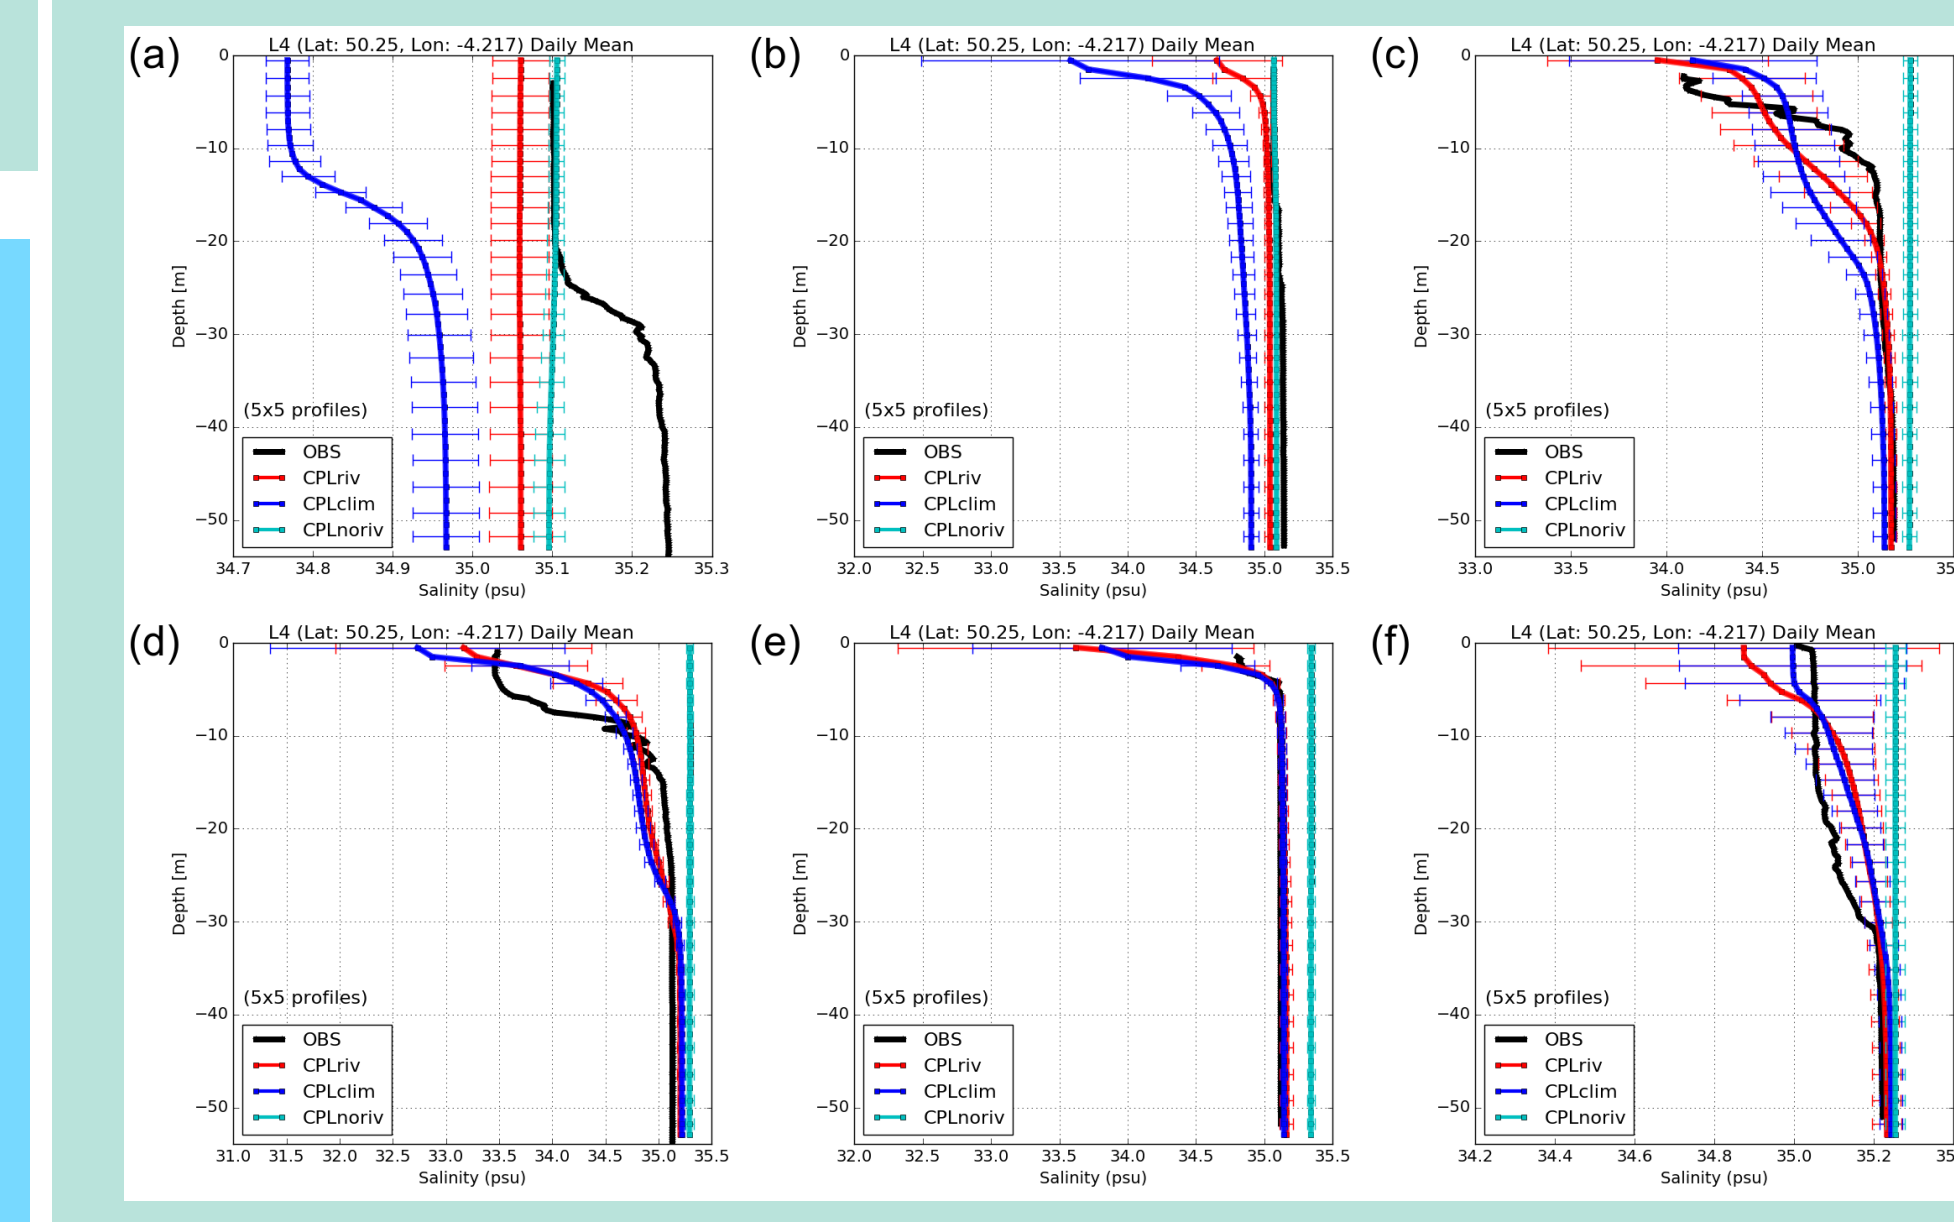 (a)
L4 (Lat: 50.25, Lon: -4.217) Daily Mean
0
−10
−20
−30
−40
−50
Depth [m]
(5x5 profiles)
OBS
CPLriv
CPLclim
CPLnoriv
34.7 34.8 34.9 35.0 35.1 35.2 35.3
Salinity (psu)
(b)
L4 (Lat: 50.25, Lon: -4.217) Daily Mean
0
−10
−20
−30
−40
−50
Depth [m]
(5x5 profiles)
OBS
CPLriv
CPLclim
CPLnoriv
32.0 32.5 33.0 33.5 34.0 34.5 35.0 35.5
Salinity (psu)
(c)
L4 (Lat: 50.25, Lon: -4.217) Daily Mean
0
−10
−20
−30
−40
−50
Depth [m]
(5x5 profiles)
OBS
CPLriv
CPLclim
CPLnoriv
33.0 33.5 34.0 34.5 35.0
Salinity (psu)
(d)
L4 (Lat: 50.25, Lon: -4.217) Daily Mean
0
−10
−20
−30
−40
−50
Depth [m]
(5x5 profiles)
OBS
CPLriv
CPLclim
CPLnoriv
31.0 31.5 32.0 32.5 33.0 33.5 34.0 34.5 35.0 35.5
Salinity (psu)
(e)
L4 (Lat: 50.25, Lon: -4.217) Daily Mean
0
−10
−20
−30
−40
−50
Depth [m]
(5x5 profiles)
OBS
CPLriv
CPLclim
CPLnoriv
32.0 32.5 33.0 33.5 34.0 34.5 35.0 35.5
Salinity (psu)
(f)
L4 (Lat: 50.25, Lon: -4.217) Daily Mean
0
−10
−20
−30
−40
−50
Depth [m]
(5x5 profiles)
OBS
CPLriv
CPLclim
CPLnoriv
34.2 34.4 34.6 34.8 35.0 35.2
Salinity (psu)